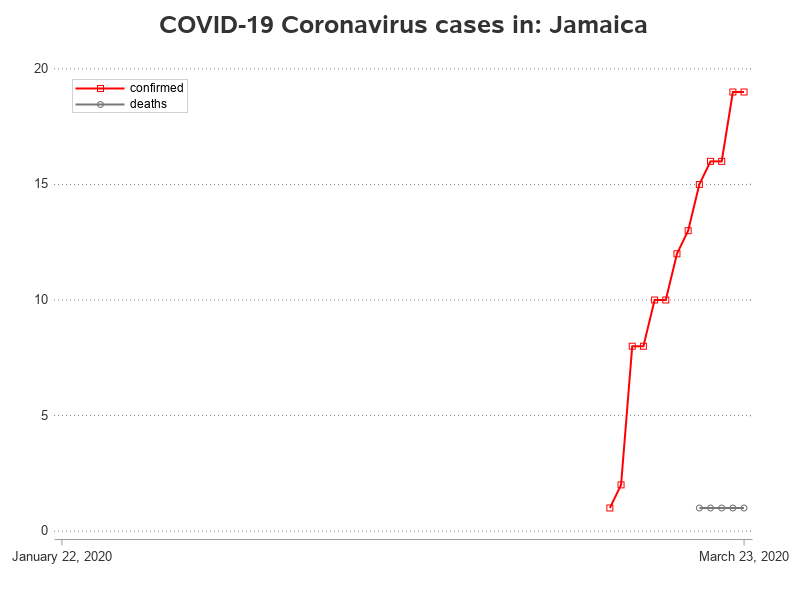 COVID-19 Coronavirus cases in: Jamaica
20
confirmed
deaths
15
10
5
0
January 22, 2020
March 23, 2020